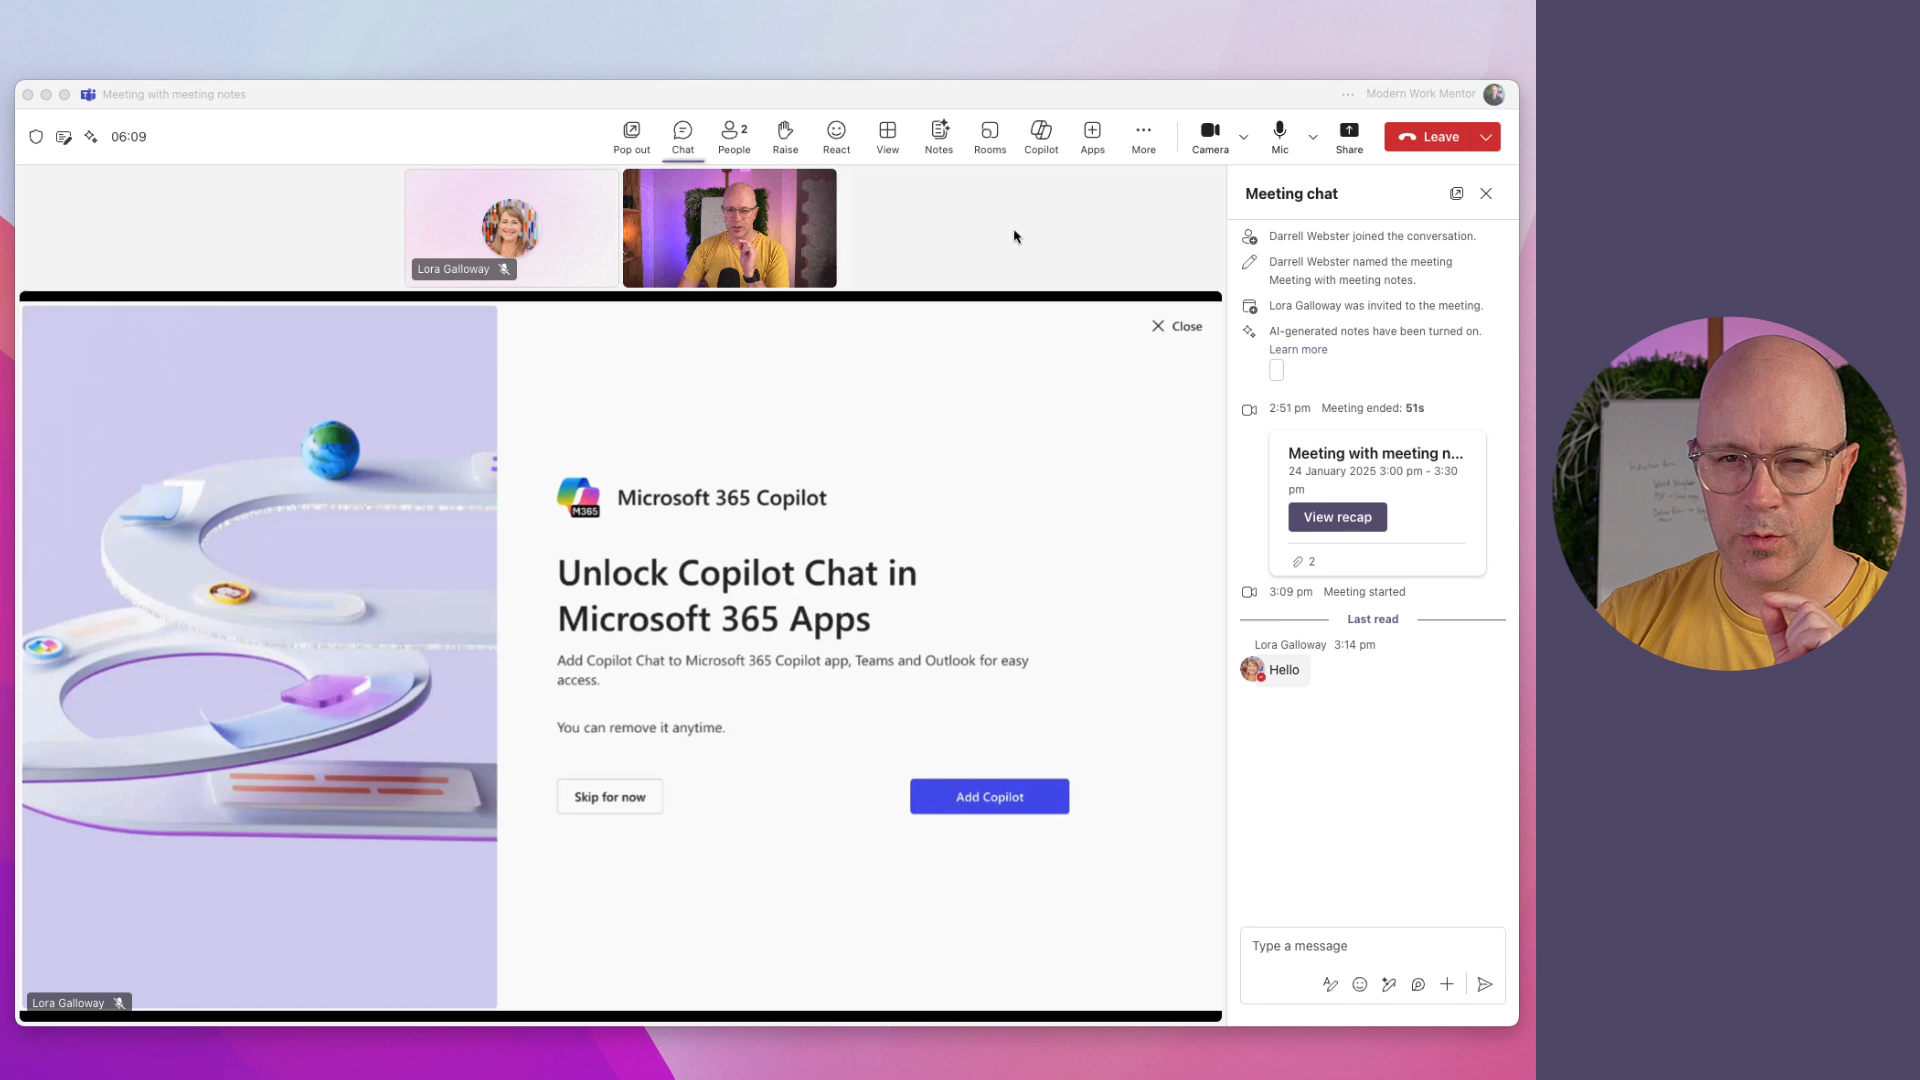 Meeting with meeting notes
Modern Work Mentor
06:09
Pop out
Chat
2
People
Raise
React
View
Notes
Rooms
Copilot
Apps
More
Camera
Mic
Share
Leave
Lora Galloway
Close
M365
Microsoft 365 Copilot
Unlock Copilot Chat in
Microsoft 365 Apps
Add Copilot Chat to Microsoft 365 Copilot app, Teams and Outlook for easy
access.
You can remove it anytime.
Skip for now
Add Copilot
Lora Galloway
Meeting chat
Darrell Webster joined the conversation.
Darrell Webster named the meeting
Meeting with meeting notes.
Lora Galloway was invited to the meeting.
AI-generated notes have been turned on.
Learn more
2:51 pm Meeting ended: 51s
Meeting with meeting n...
24 January 2025 3:00 pm - 3:30
pm
View recap
2
3:09 pm Meeting started
Last read
Lora Galloway 3:14 pm
Hello
Type a message